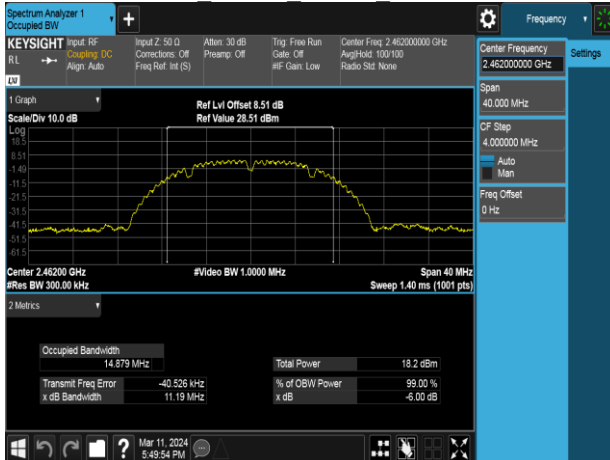 Spectrum Analyzer 1
Occupied BW
Frequency
KEYSIGHT
RL
Input: RF
Coupling: DC
Align: Auto
Input Z: 50 Ω
Corrections: Off
Freq Ref: Int (S)
Atten: 30 dB
Preamp: Off
Trig: Free Run
Gate: Off
#IF Gain: Low
Center Freq: 2.462000000 GHz
Avg|Hold: 100/100
Radio Std: None
LXI
Center Frequency
2.462000000 GHz
Settings
Span
40.000 MHz
CF Step
4.000000 MHz
Auto
Man
Freq Offset
0 Hz
1 Graph
Scale/Div 10.0 dB
Ref Lvl Offset 8.51 dB
Ref Value 28.51 dBm
Log
18.5
8.51
-1.49
-11.5
-21.5
-31.5
-41.5
-51.5
-61.5
Center 2.46200 GHz
#Video BW 1.0000 MHz
Span 40 MHz
#Res BW 300.00 kHz
Sweep 1.40 ms (1001 pts)
2 Metrics
Occupied Bandwidth
14.879 MHz
Total Power
18.2 dBm
Transmit Freq Error
-40.526 kHz
% of OBW Power
99.00 %
x dB Bandwidth
11.19 MHz
x dB
-6.00 dB
?
Mar 11, 2024
5:49:54 PM